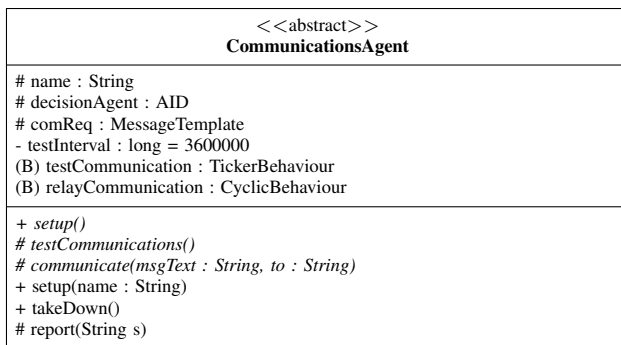 <<abstract>>
CommunicationsAgent
# name : String
# decisionAgent : AID
# comReq : MessageTemplate
- testInterval : long = 3600000
(B) testCommunication : TickerBehaviour
(B) relayCommunication : CyclicBehaviour
+ setup()
# testCommunications()
# communicate(msgText : String, to : String)
+ setup(name : String)
+ takeDown()
# report(String s)